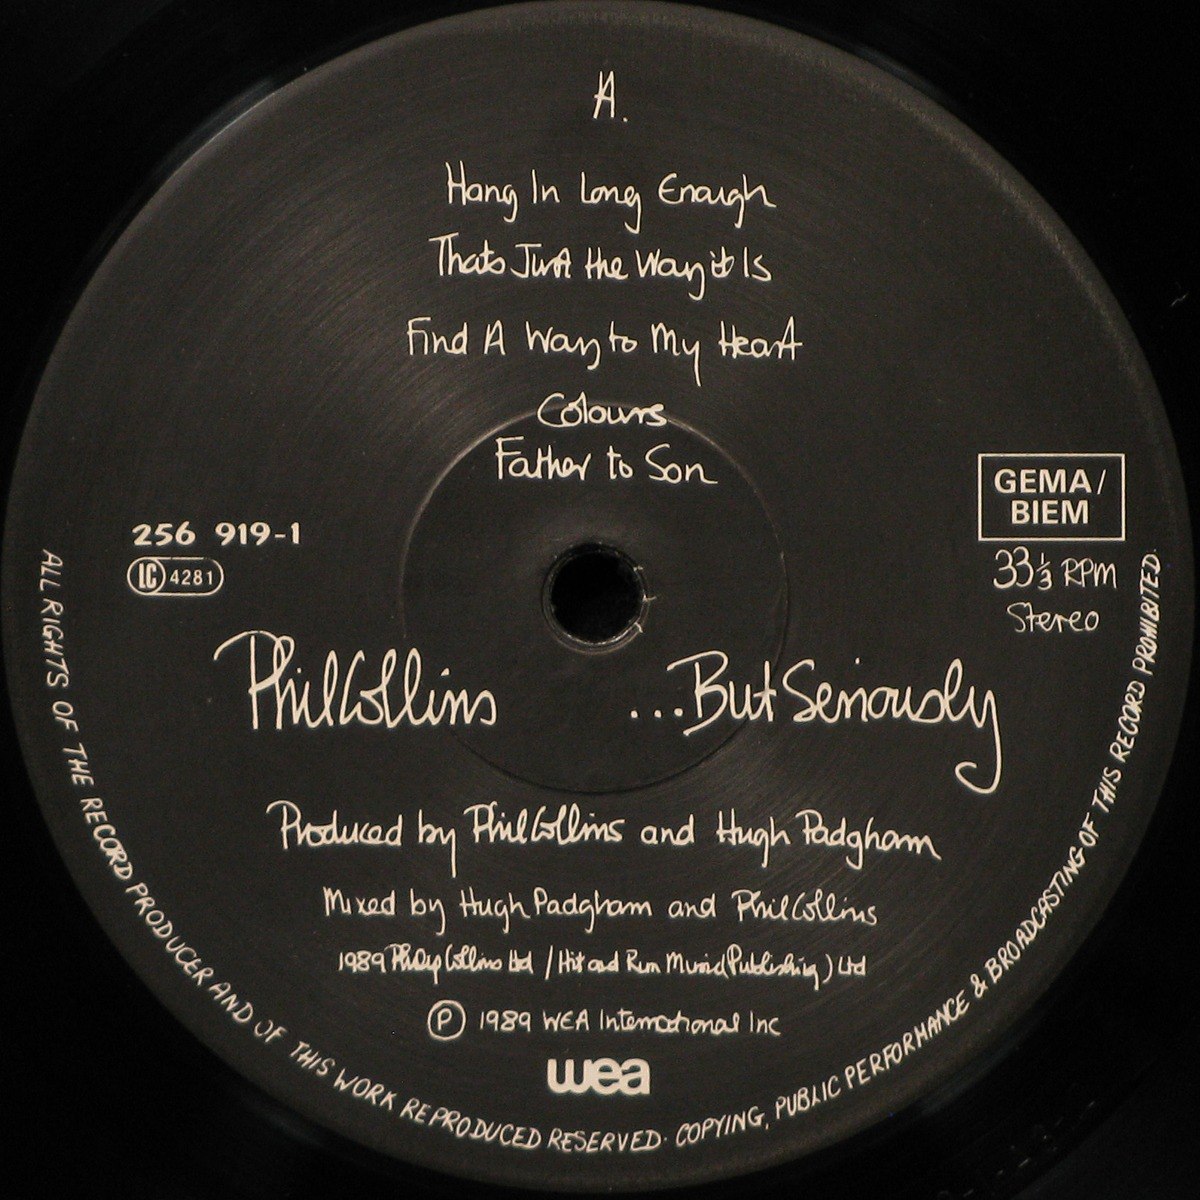 A.
Hang In Long Enough
Thats Just the Way it Is
Find A Way to My Heart
Colours
Father to Son
256 919-1
LC 4281
GEMA/
BIEM
33 1/3 RPM
Stereo
Phil Collins
...But Seriously
Produced by Phil Collins and Hugh Padgham
Mixed by Hugh Padgham and Phil Collins
1989 Philip Collins Ltd / Hit and Run Music (Publishing) Ltd
Ⓟ 1989 WEA International Inc
wea
ALL RIGHTS OF THE RECORD PRODUCER AND OF THIS WORK REPRODUCED RESERVED. COPYING, PUBLIC PERFORMANCE & BROADCASTING OF THIS RECORD PROHIBITED.